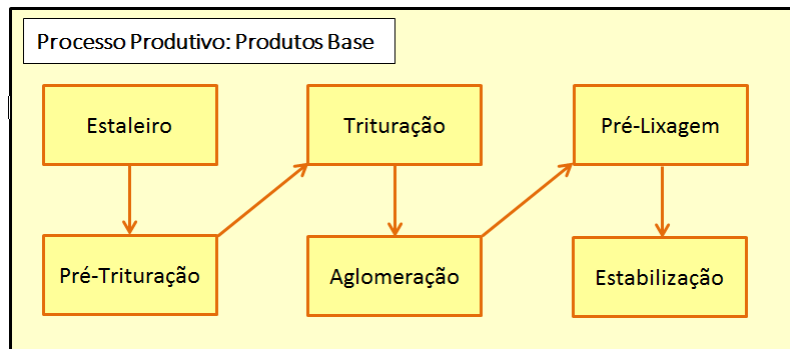 Processo Produtivo: Produtos Base
Estaleiro
Trituração
Pré-Lixagem
Pré-Trituração
Aglomeração
Estabilização